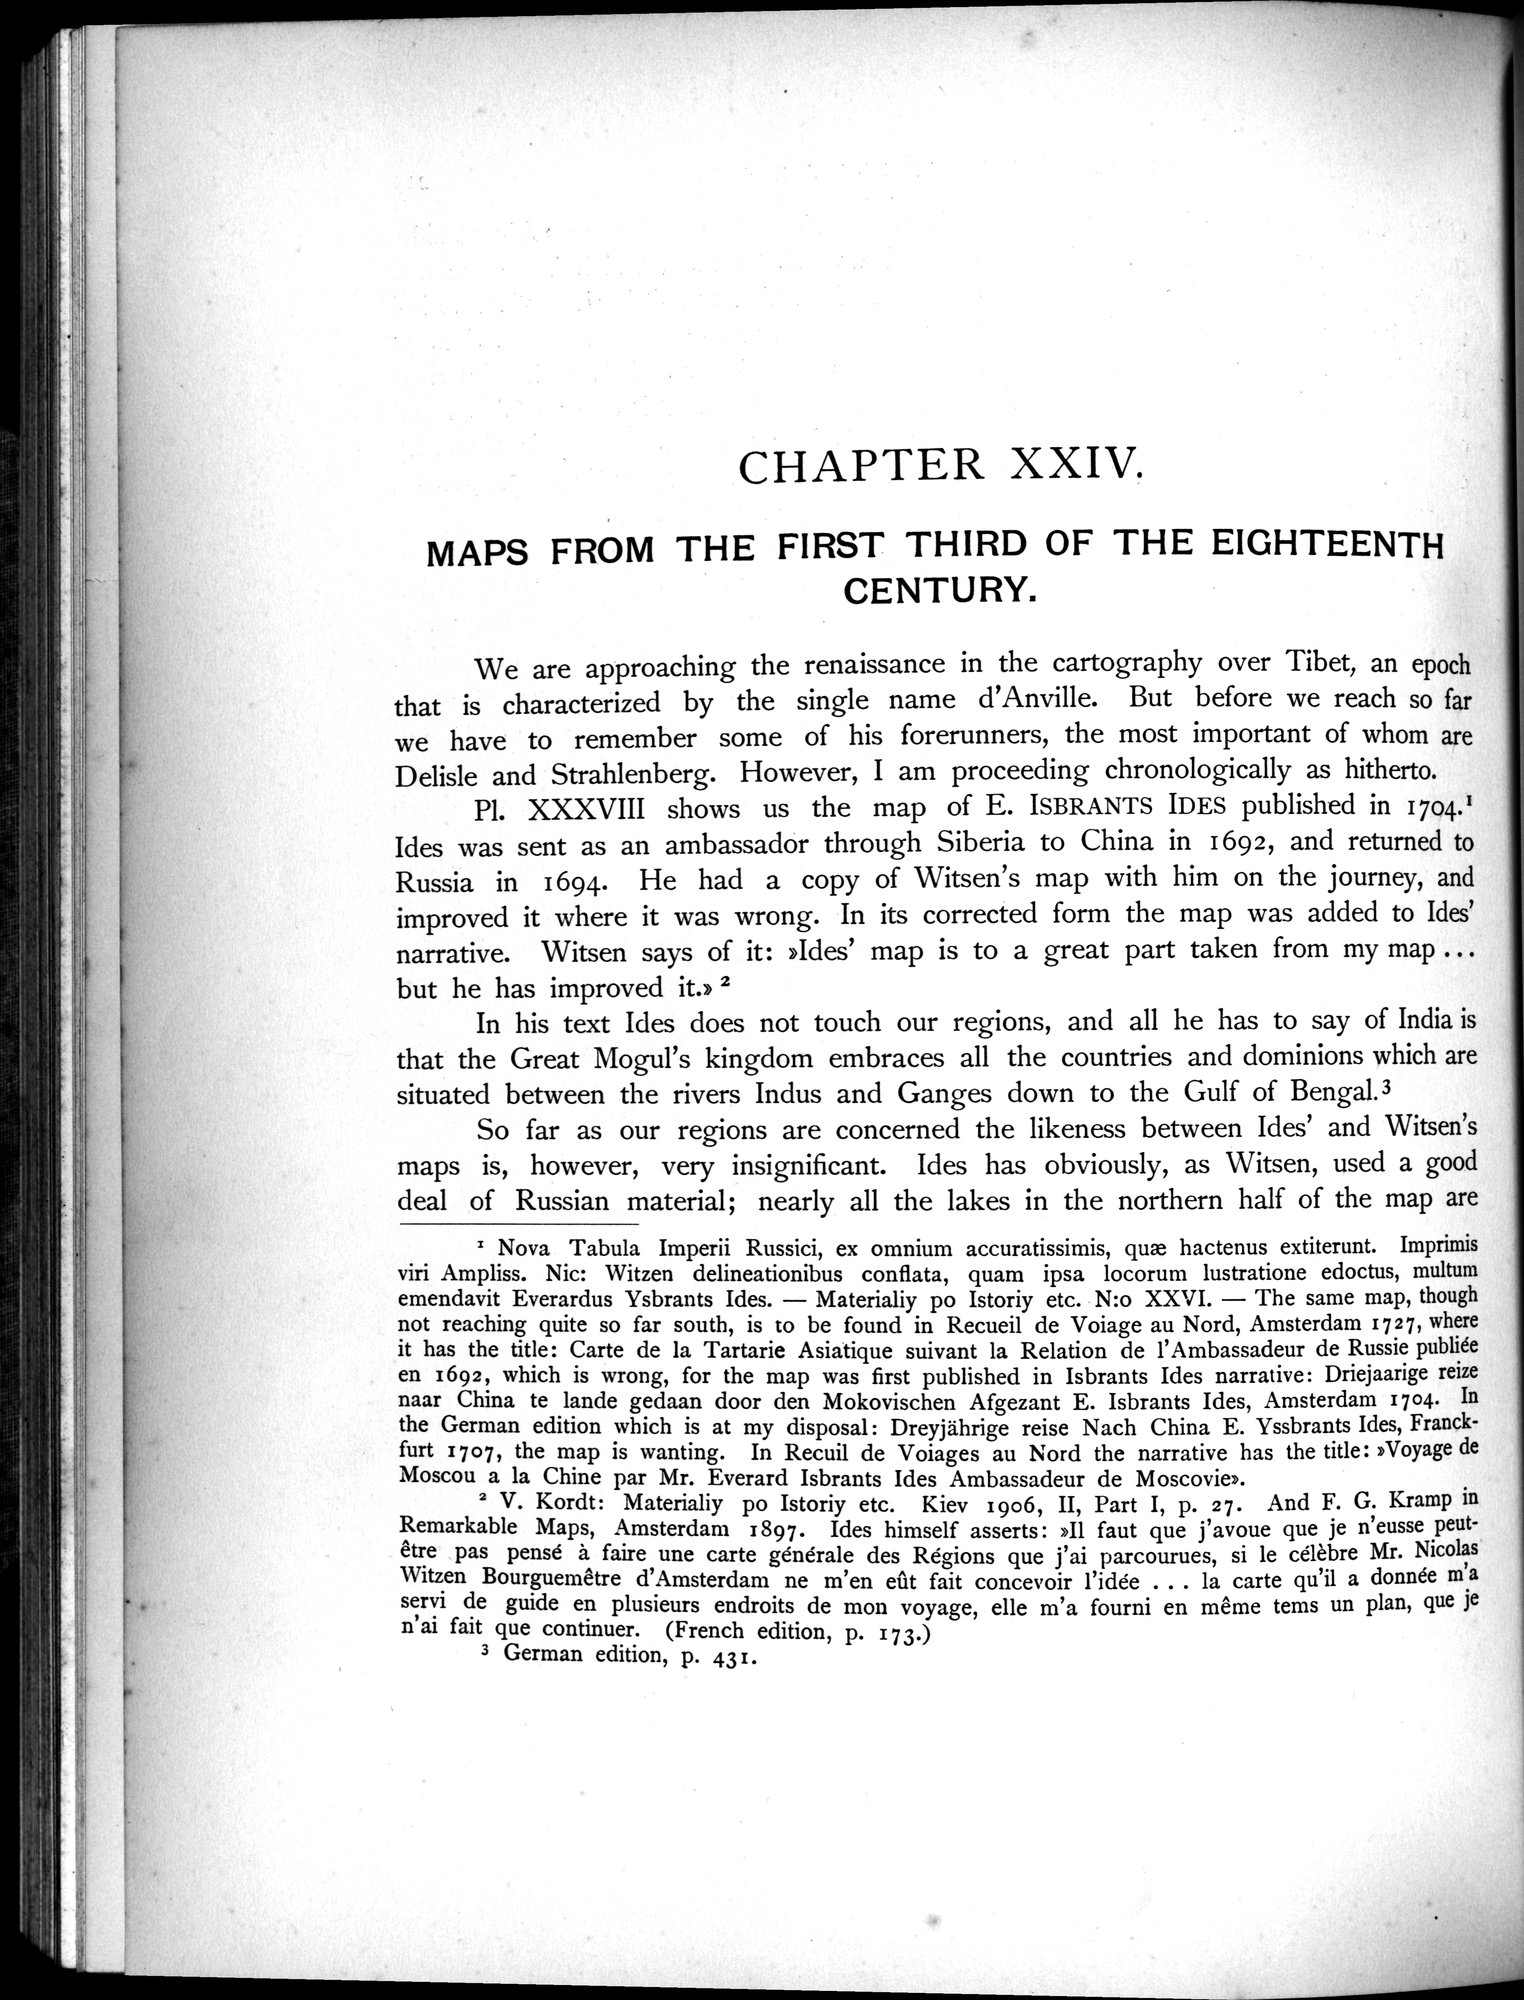 CHAPTER XXIV.
MAPS FROM THE FIRST THIRD OF THE EIGHTEENTH
CENTURY.
We are approaching the renaissance in the cartography over Tibet, an epoch
that is characterized by the single name d'Anville. But before we reach so far
we have to remember some of his forerunners, the most important of whom are
Delisle and Strahlenberg. However, I am proceeding chronologically as hitherto.
Pl. XXXVIII shows us the map of E. ISBRANTS IDES published in 1704.¹
Ides was sent as an ambassador through Siberia to China in 1692, and returned to
Russia in 1694. He had a copy of Witsen's map with him on the journey, and
improved it where it was wrong. In its corrected form the map was added to Ides'
narrative. Witsen says of it: »Ides' map is to a great part taken from my map ...
but he has improved it.» ²
In his text Ides does not touch our regions, and all he has to say of India is
that the Great Mogul's kingdom embraces all the countries and dominions which are
situated between the rivers Indus and Ganges down to the Gulf of Bengal.³
So far as our regions are concerned the likeness between Ides' and Witsen's
maps is, however, very insignificant. Ides has obviously, as Witsen, used a good
deal of Russian material; nearly all the lakes in the northern half of the map are
¹ Nova Tabula Imperii Russici, ex omnium accuratissimis, quæ hactenus extiterunt. Imprimis
viri Ampliss. Nic: Witzen delineationibus conflata, quam ipsa locorum lustratione edoctus, multum
emendavit Everardus Ysbrants Ides. — Materialiy po Istoriy etc. N:o XXVI. — The same map, though
not reaching quite so far south, is to be found in Recueil de Voiage au Nord, Amsterdam 1727, where
it has the title: Carte de la Tartarie Asiatique suivant la Relation de l'Ambassadeur de Russie publiée
en 1692, which is wrong, for the map was first published in Isbrants Ides narrative: Driejaarige reize
naar China te lande gedaan door den Mokovischen Afgezant E. Isbrants Ides, Amsterdam 1704. In
the German edition which is at my disposal: Dreyjährige reise Nach China E. Yssbrants Ides, Franck-
furt 1707, the map is wanting. In Recuil de Voiages au Nord the narrative has the title: »Voyage de
Moscou a la Chine par Mr. Everard Isbrants Ides Ambassadeur de Moscovie».
² V. Kordt: Materialiy po Istoriy etc. Kiev 1906, II, Part I, p. 27. And F. G. Kramp in
Remarkable Maps, Amsterdam 1897. Ides himself asserts: »Il faut que j'avoue que je n'eusse peut-
être pas pensé à faire une carte générale des Régions que j'ai parcourues, si le célèbre Mr. Nicolas
Witzen Bourguemêtre d'Amsterdam ne m'en eût fait concevoir l'idée . . . la carte qu'il a donnée m'a
servi de guide en plusieurs endroits de mon voyage, elle m'a fourni en même tems un plan, que je
n'ai fait que continuer. (French edition, p. 173.)
³ German edition, p. 431.